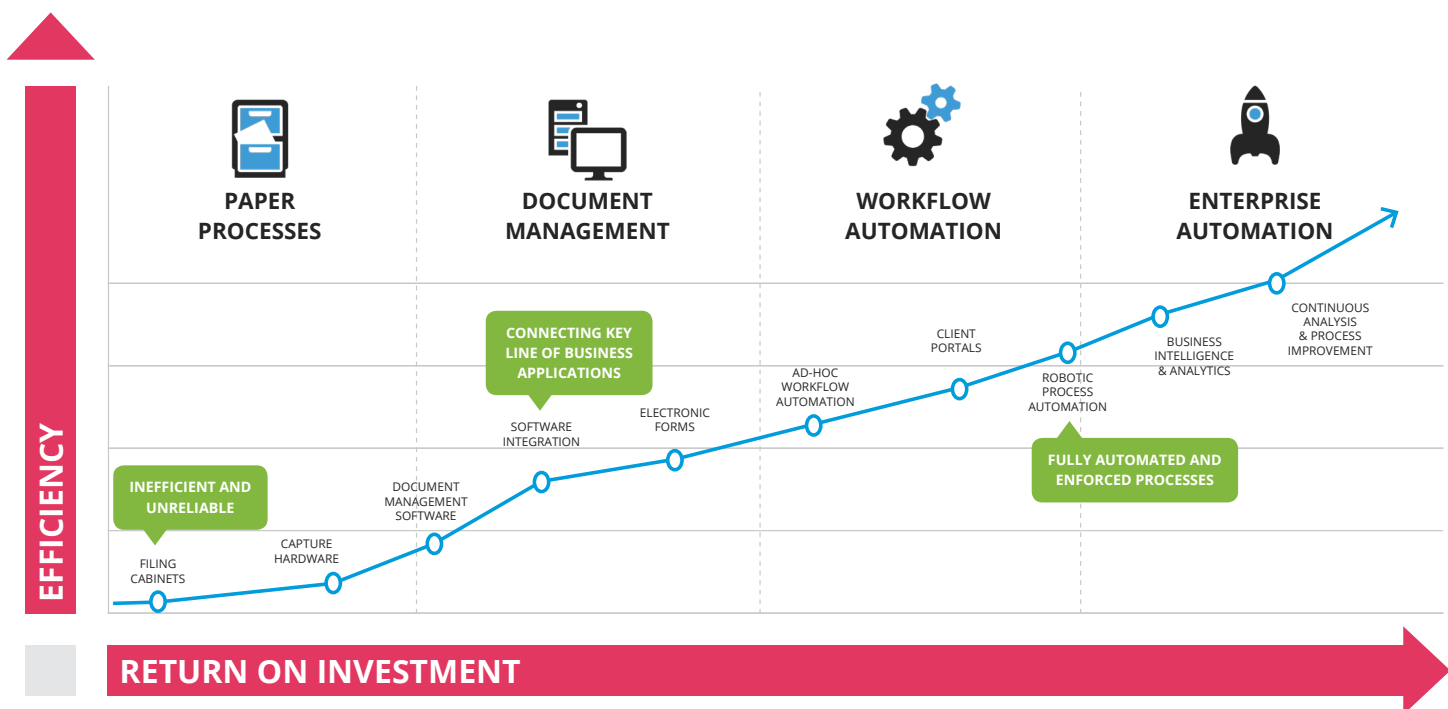 PAPER
PROCESSES
DOCUMENT
MANAGEMENT
WORKFLOW
AUTOMATION
ENTERPRISE
AUTOMATION
EFFICIENCY
INEFFICIENT AND
UNRELIABLE
FILING
CABINETS
CAPTURE
HARDWARE
DOCUMENT
MANAGEMENT
SOFTWARE
CONNECTING KEY
LINE OF BUSINESS
APPLICATIONS
SOFTWARE
INTEGRATION
ELECTRONIC
FORMS
AD-HOC
WORKFLOW
AUTOMATION
CLIENT
PORTALS
ROBOTIC
PROCESS
AUTOMATION
FULLY AUTOMATED AND
ENFORCED PROCESSES
BUSINESS
INTELLIGENCE
& ANALYTICS
CONTINUOUS
ANALYSIS
& PROCESS
IMPROVEMENT
RETURN ON INVESTMENT